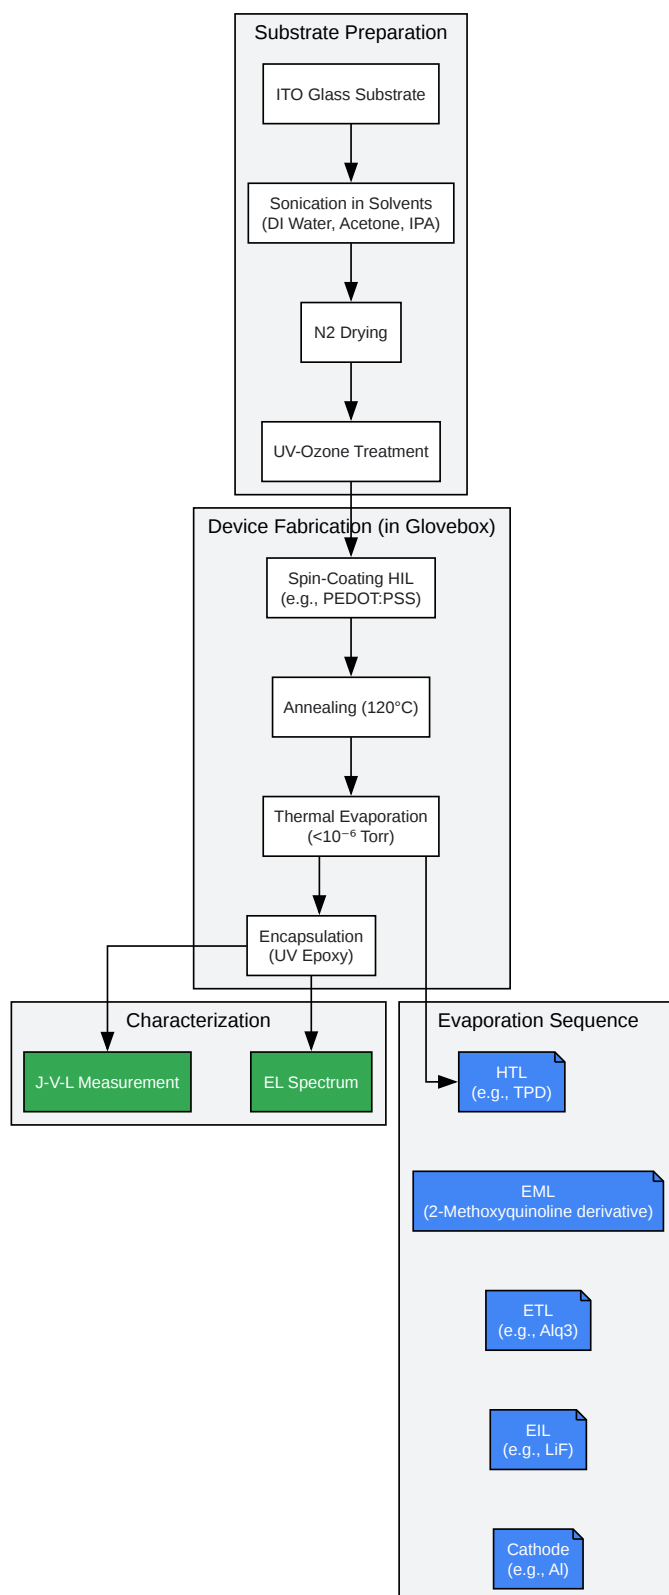 Substrate Preparation
ITO Glass Substrate
Sonication in Solvents
(DI Water, Acetone, IPA)
N2 Drying
UV-Ozone Treatment
Device Fabrication (in Glovebox)
Spin-Coating HIL
(e.g., PEDOT:PSS)
Annealing (120°C)
Thermal Evaporation
(<10⁻⁶ Torr)
Encapsulation
(UV Epoxy)
Characterization
J-V-L Measurement
EL Spectrum
Evaporation Sequence
HTL
(e.g., TPD)
EML
(2-Methoxyquinoline derivative)
ETL
(e.g., Alq3)
EIL
(e.g., LiF)
Cathode
(e.g., Al)